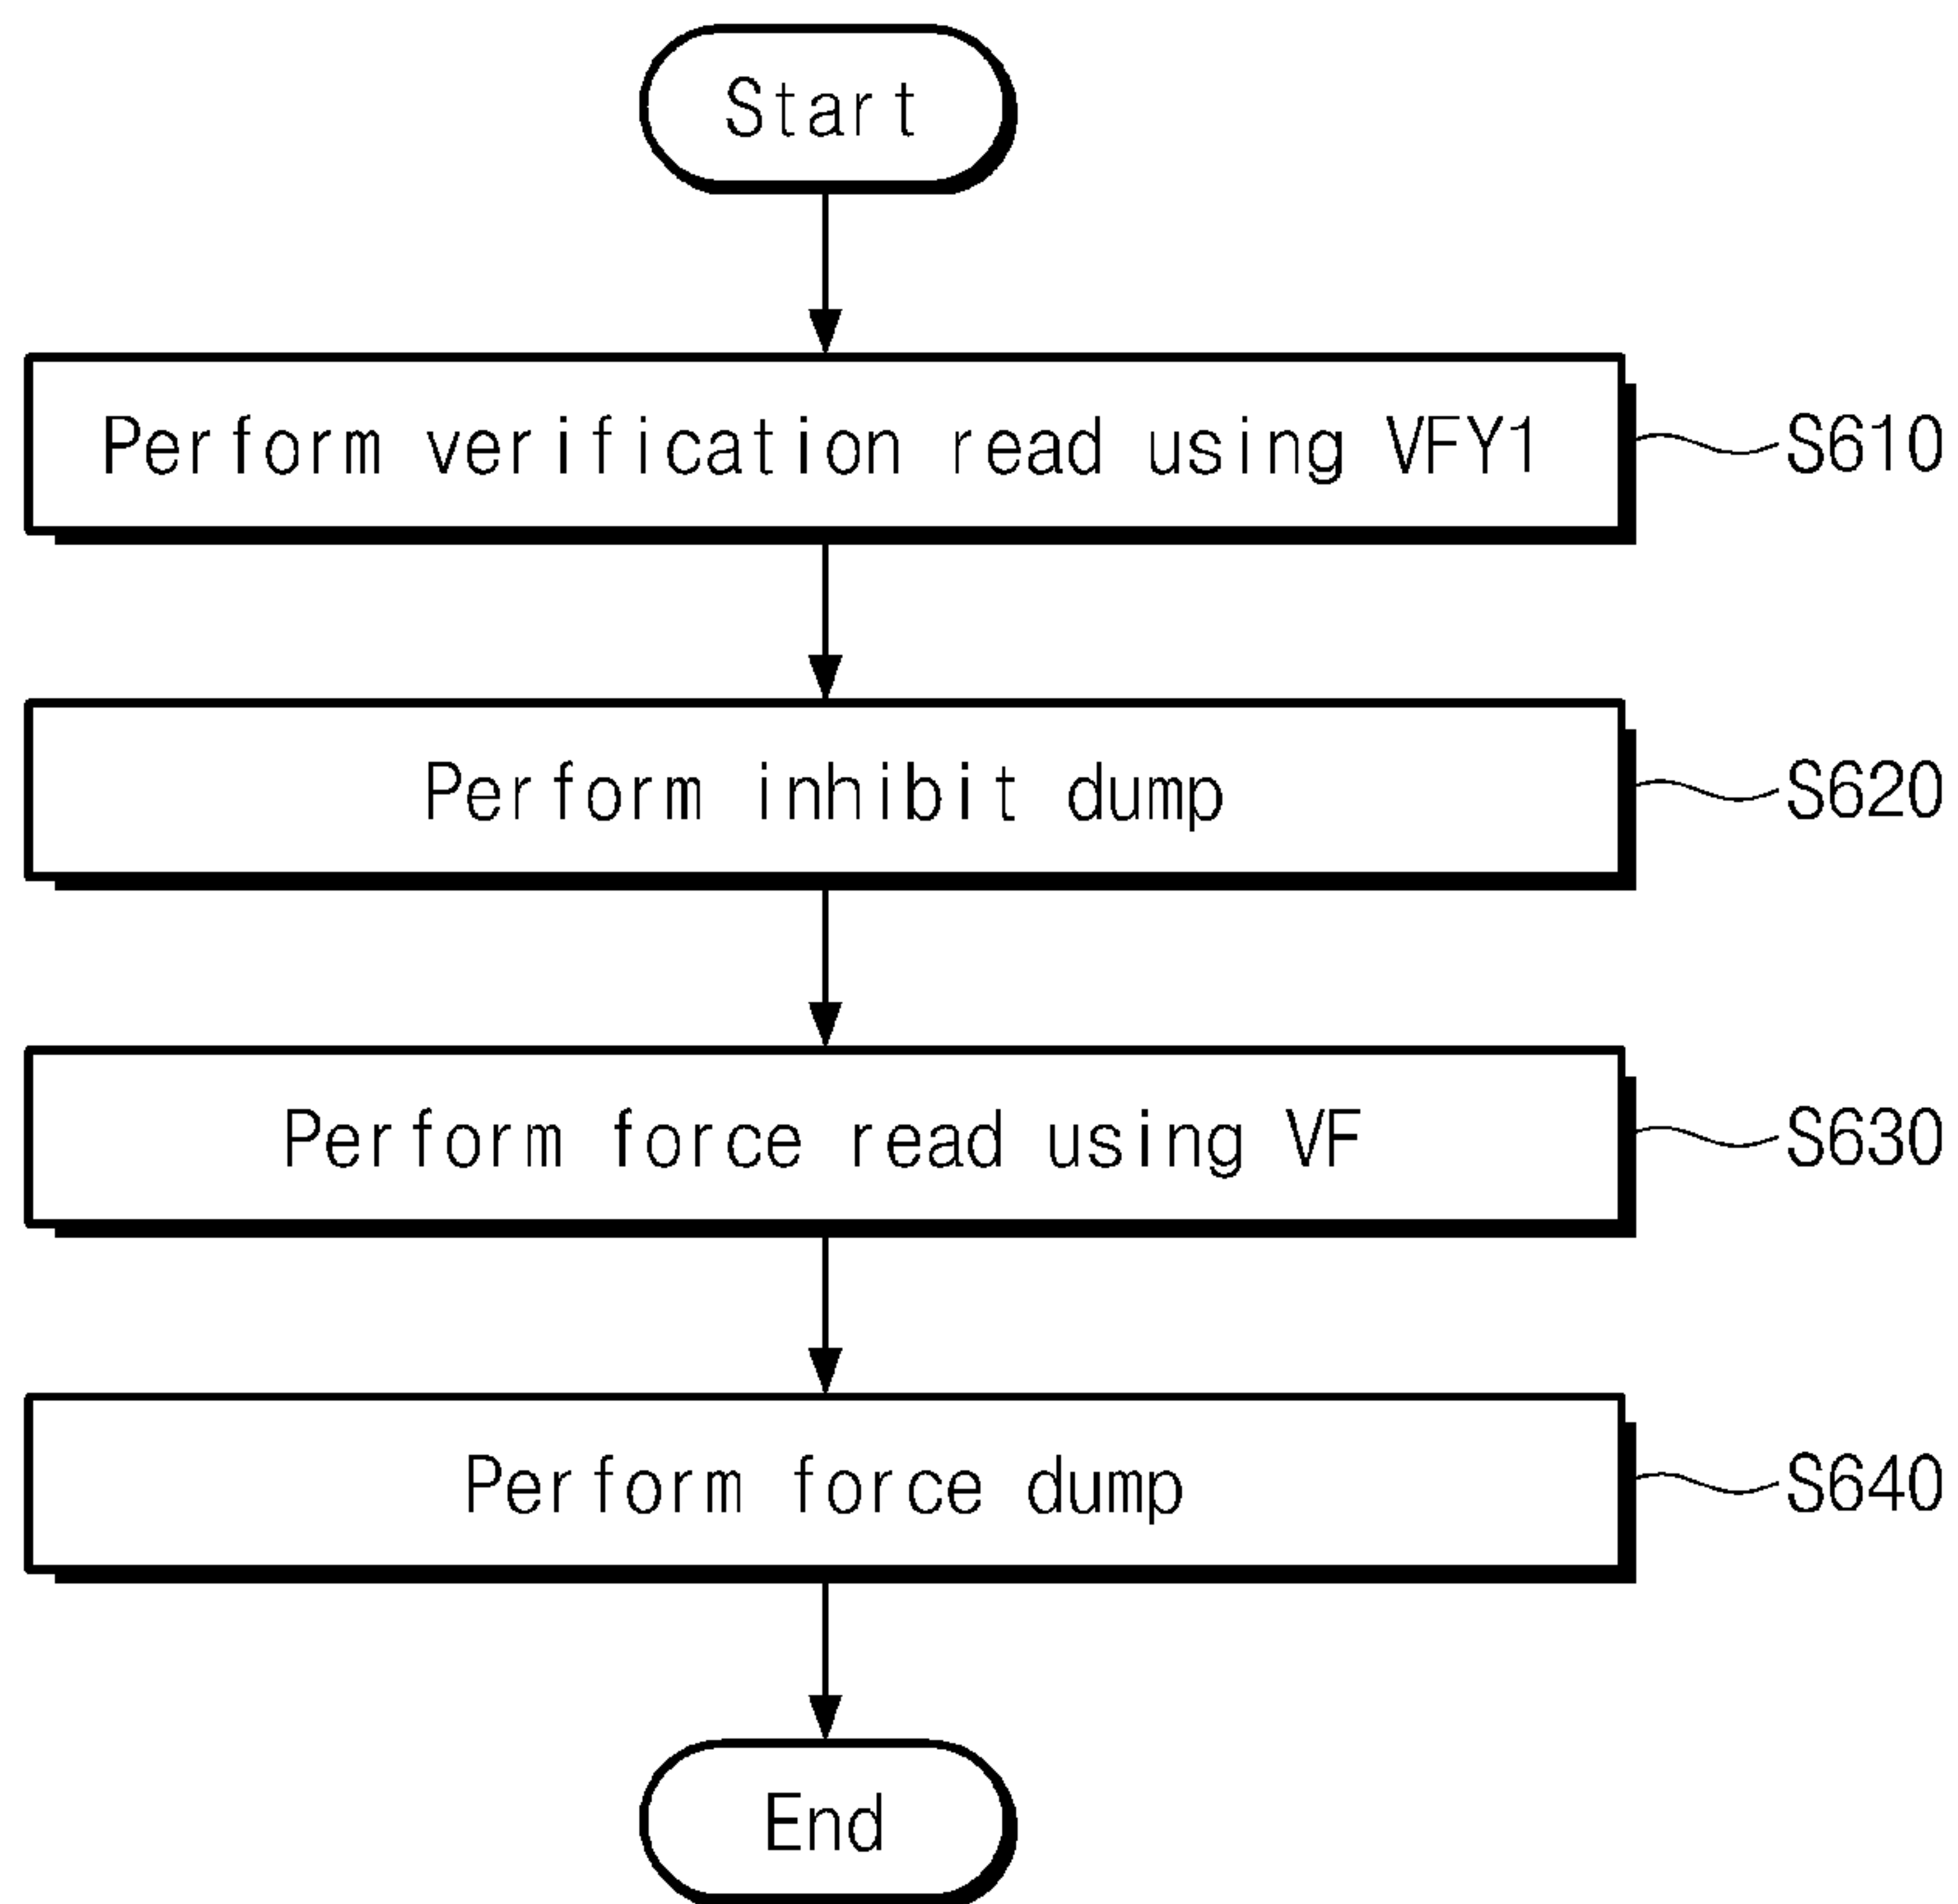 Start
Perform verification read using VFY1
S610
Perform inhibit dump
S620
Perform force read using VF
S630
Perform force dump
S640
End